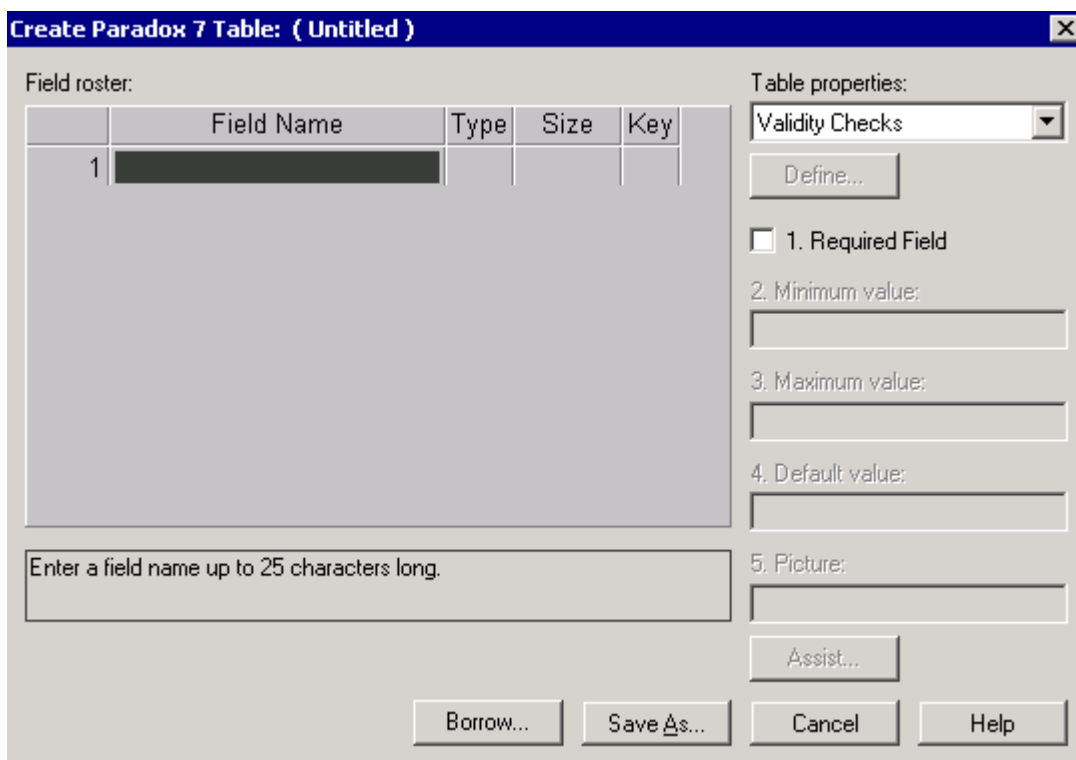 Create Paradox 7 Table: ( Untitled )
Field roster:
Field Name Type Size Key
1
Enter a field name up to 25 characters long.
Table properties:
Validity Checks
Define...
1. Required Field
2. Minimum value:
3. Maximum value:
4. Default value:
5. Picture:
Assist...
Borrow... Save As... Cancel Help